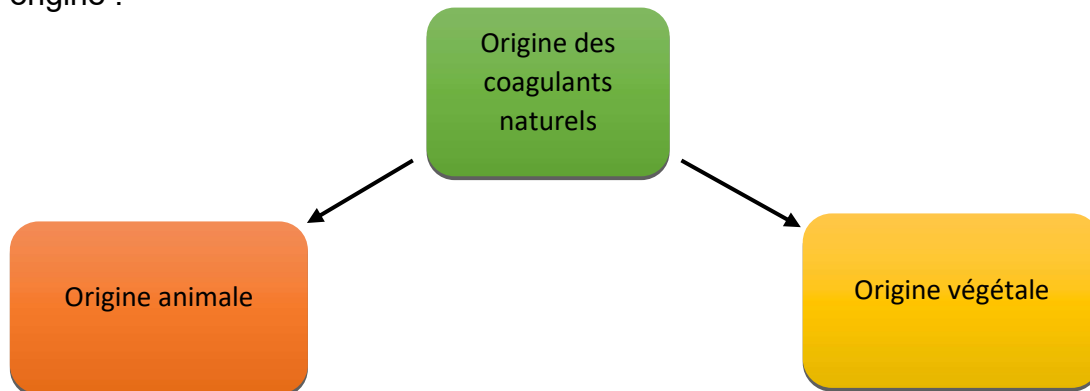 origine :
Origine des
coagulants
naturels
Origine animale
Origine végétale